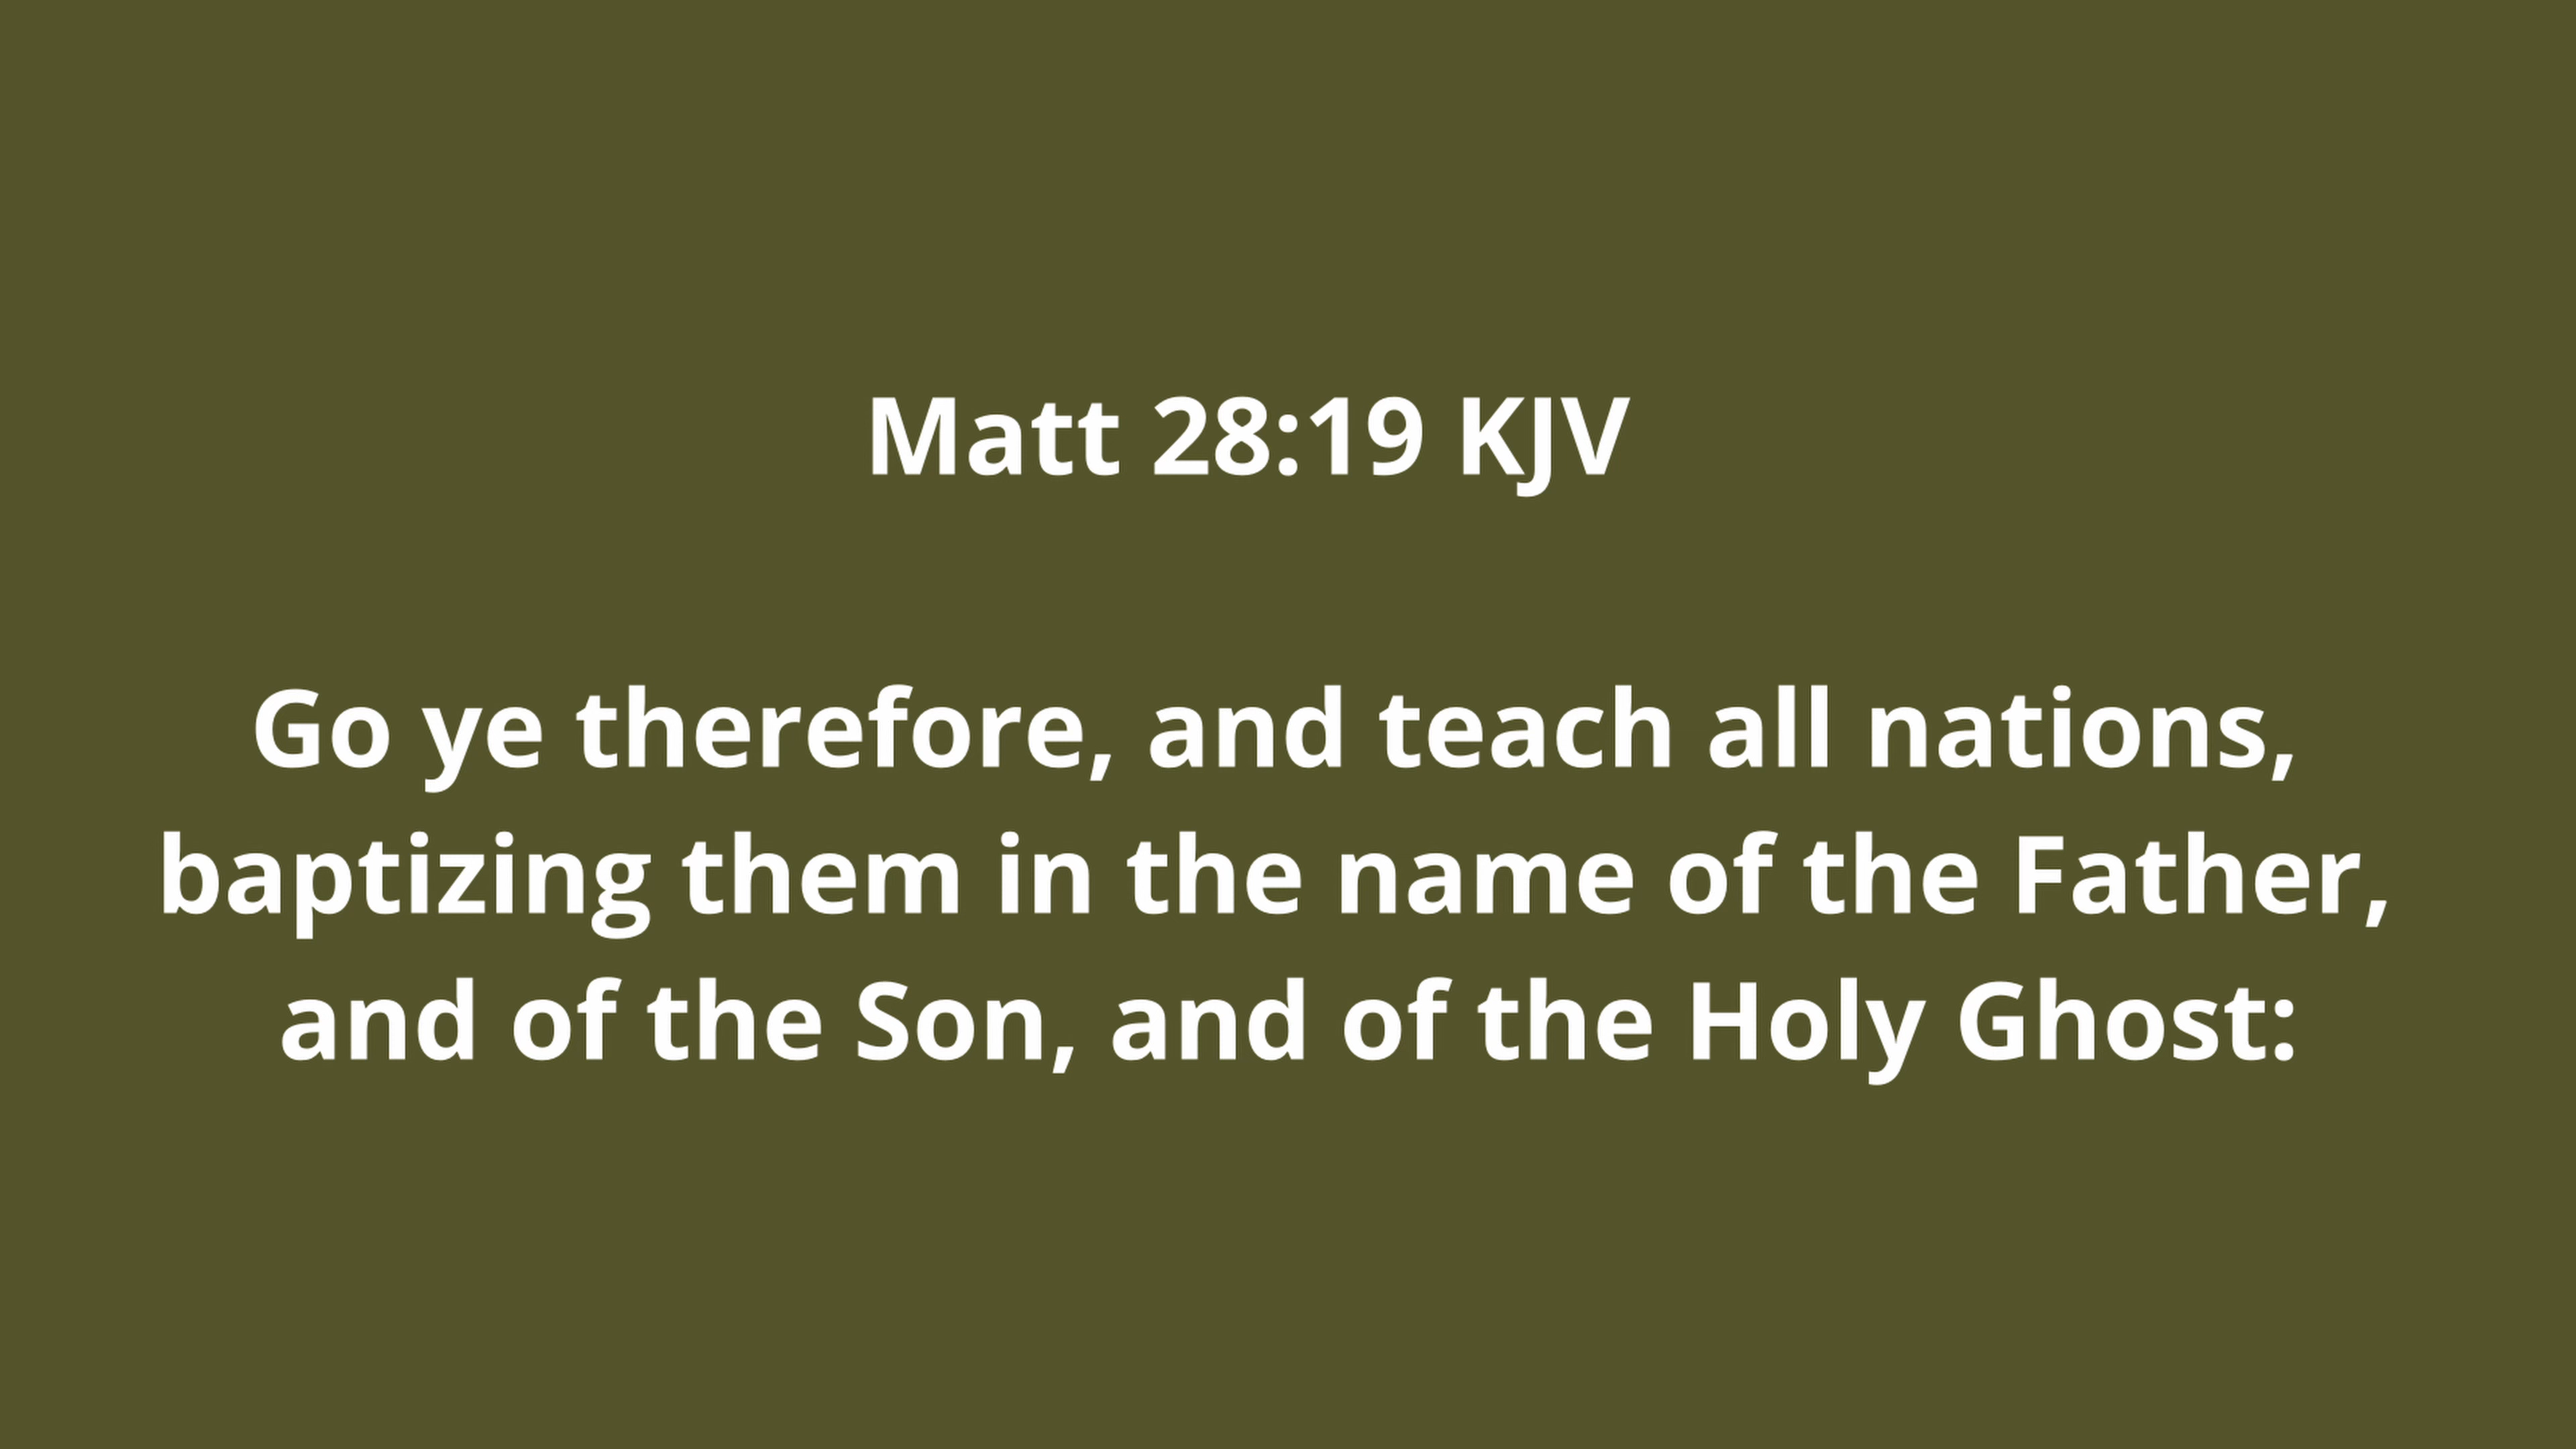 Matt 28:19 KJV
Go ye therefore, and teach all nations,
baptizing them in the name of the Father,
and of the Son, and of the Holy Ghost: